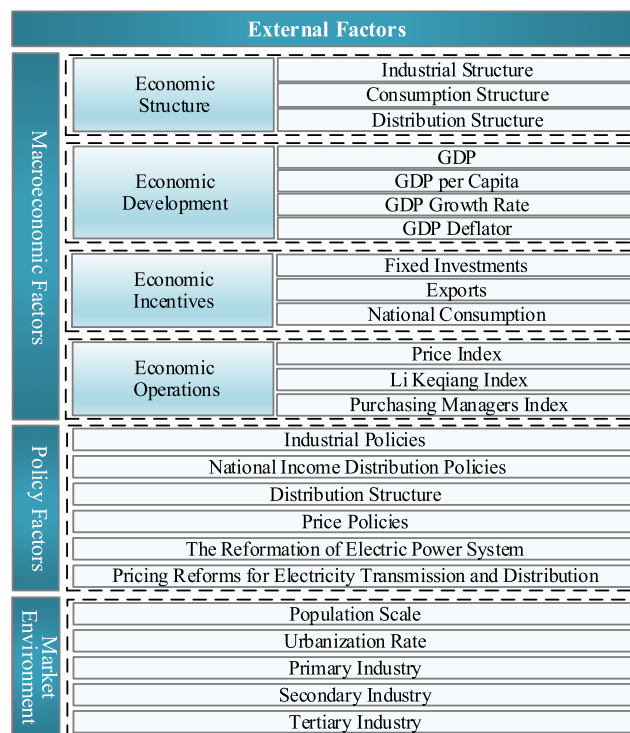 External Factors
Macroeconomic Factors
Economic
Structure
Industrial Structure
Consumption Structure
Distribution Structure
Economic
Development
GDP
GDP per Capita
GDP Growth Rate
GDP Deflator
Economic
Incentives
Fixed Investments
Exports
National Consumption
Economic
Operations
Price Index
Li Keqiang Index
Purchasing Managers Index
Policy Factors
Industrial Policies
National Income Distribution Policies
Distribution Structure
Price Policies
The Reformation of Electric Power System
Pricing Reforms for Electricity Transmission and Distribution
Market
Environment
Population Scale
Urbanization Rate
Primary Industry
Secondary Industry
Tertiary Industry